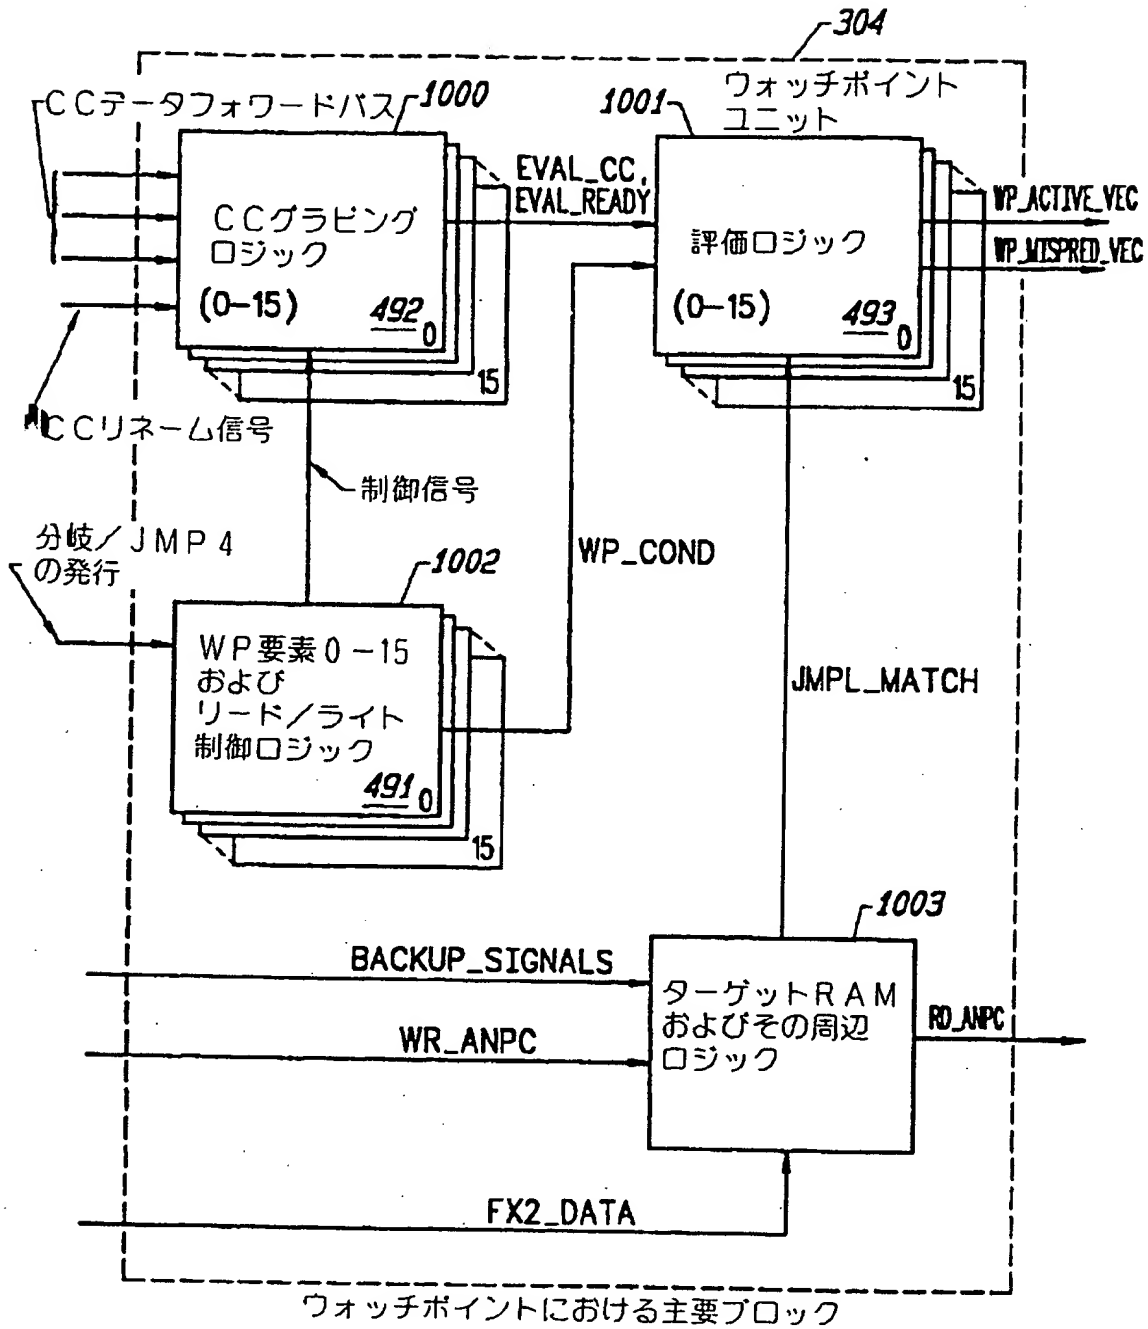 304
CCデータフォワードパス
1000
1001
ウォッチポイント
ユニット
EVAL_CC,
EVAL_READY
WP_ACTIVE_VEC
WP_MISPRED_VEC
CCグラビング
ロジック
(0-15)
492
0
15
評価ロジック
(0-15)
493
0
15
CCリネーム信号
制御信号
分岐/JMP4
の発行
1002
WP_COND
WP要素0-15
および
リード/ライト
制御ロジック
491
0
15
JMPL_MATCH
1003
BACKUP_SIGNALS
ターゲットRAM
およびその周辺
ロジック
RD_ANPC
WR_ANPC
FX2_DATA
ウォッチポイントにおける主要ブロック